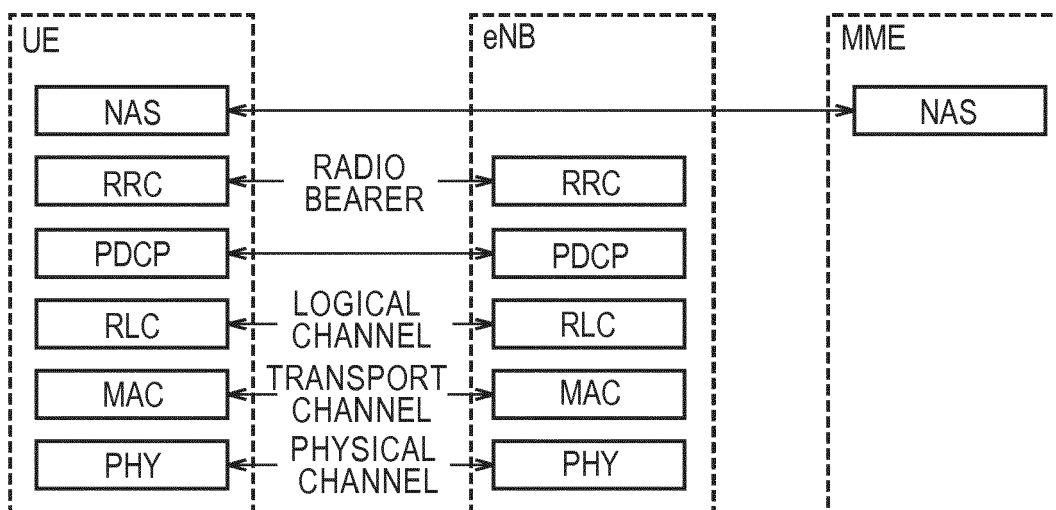 UE
eNB
MME
NAS
NAS
RRC
RADIO
BEARER
RRC
PDCP
PDCP
RLC
LOGICAL
CHANNEL
RLC
MAC
TRANSPORT
CHANNEL
MAC
PHY
PHYSICAL
CHANNEL
PHY